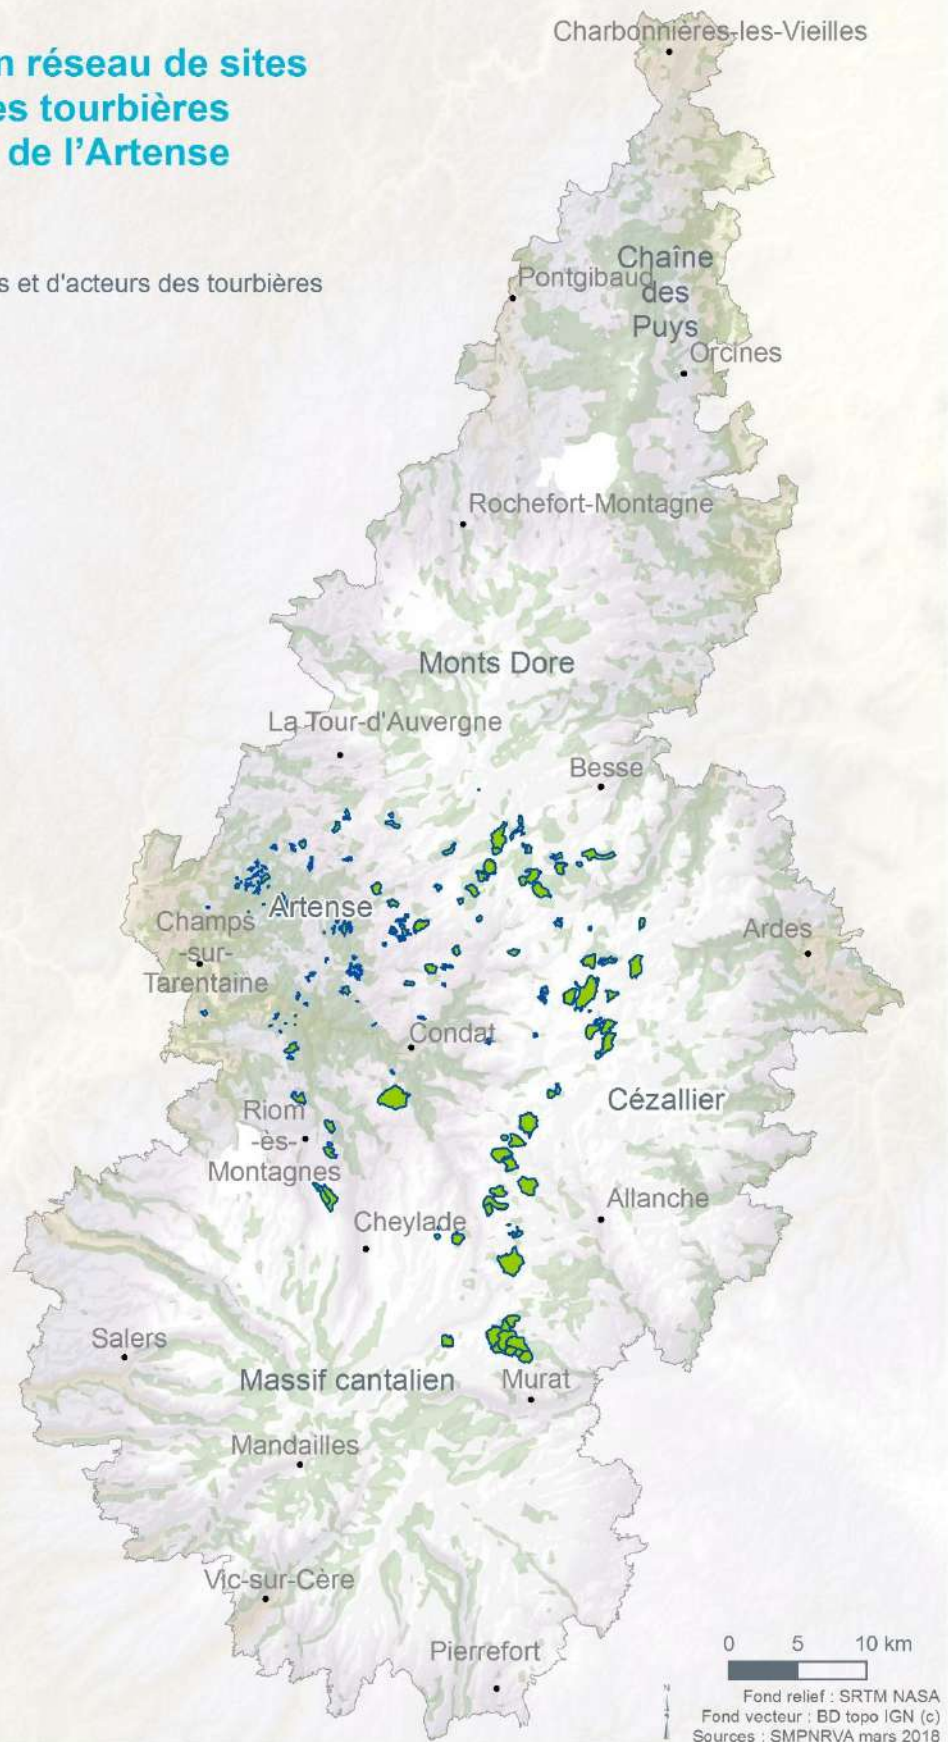 Charbonnières-les-Vieilles
n réseau de sites
es tourbières
de l'Artense
s et d'acteurs des tourbières
Chaîne
des
Puys
Pontgibaud
Orcines
Rochefort-Montagne
Monts Dore
La Tour-d'Auvergne
Besse
Artense
Champs
-sur-
Tarentaine
Ardes
Condat
Cézallier
Riom
-ès-
Montagnes
Allanche
Cheylade
Salers
Massif cantalien
Murat
Mandailles
Vic-sur-Cère
Pierrefort
0 5 10 km
N
Fond relief : SRTM NASA
Fond vecteur : BD topo IGN (c)
Sources : SMPNRVA mars 2018